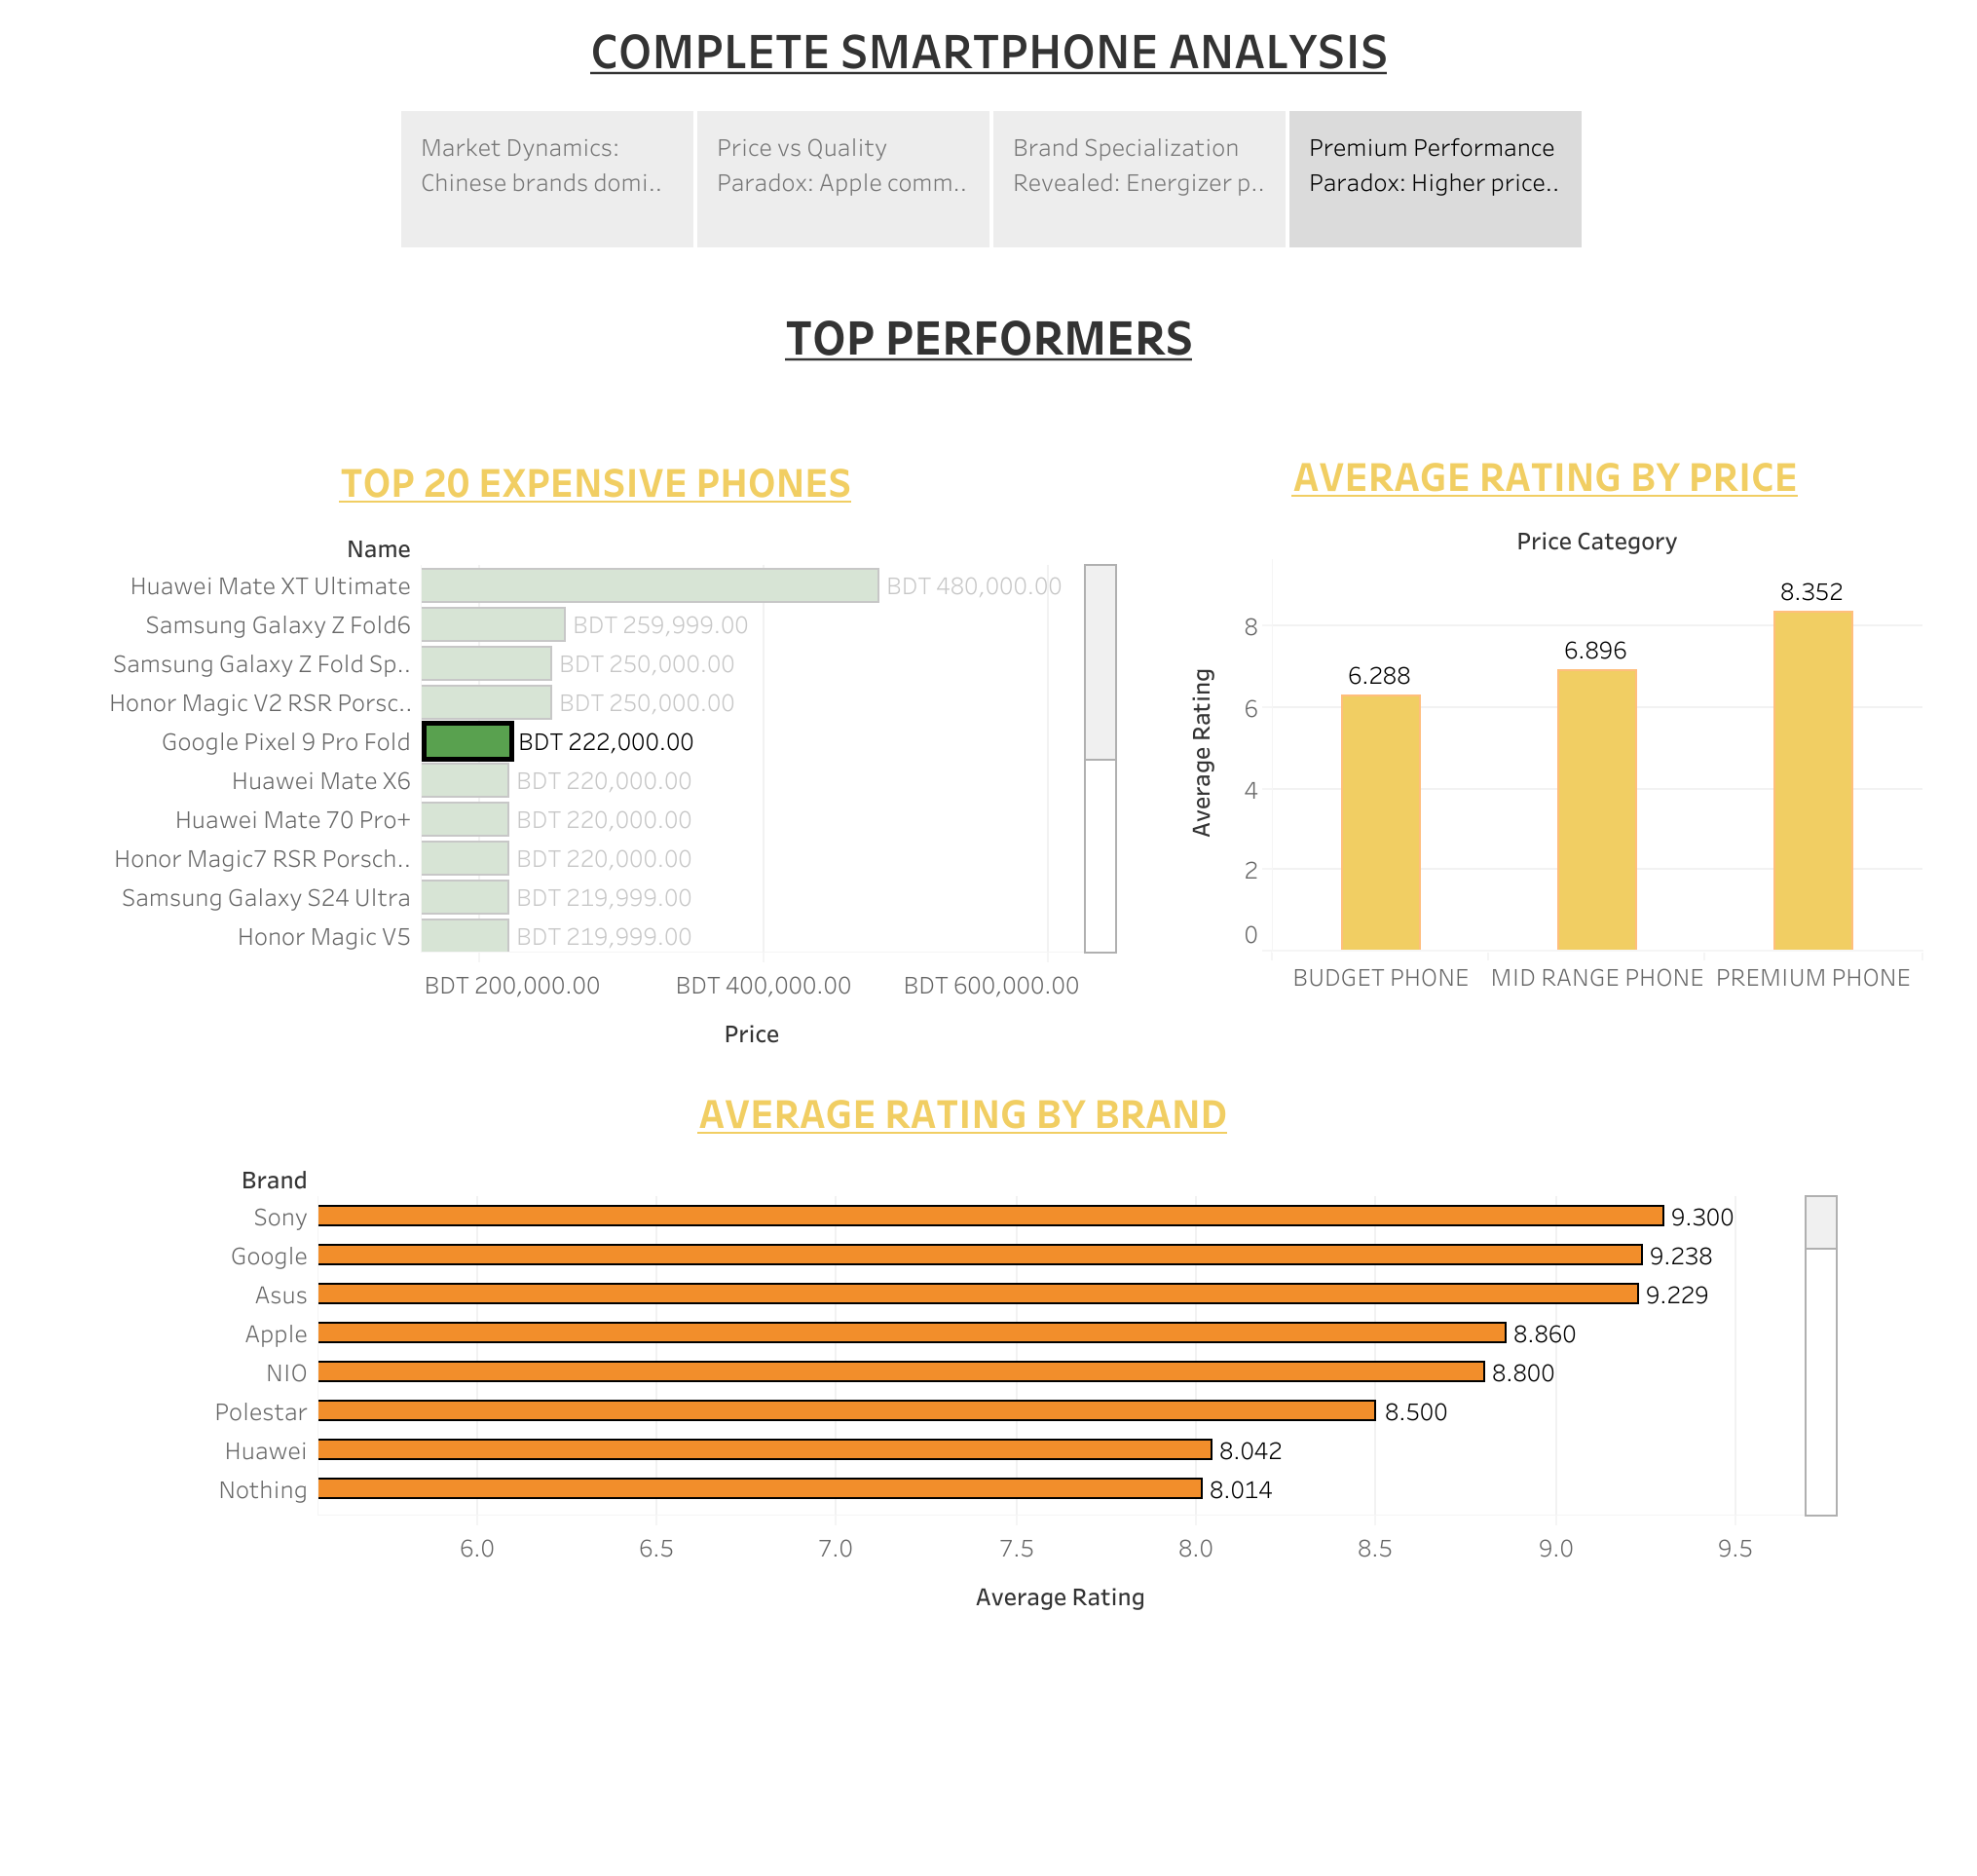 COMPLETE SMARTPHONE ANALYSIS
Market Dynamics:
Chinese brands domi..
Price vs Quality
Paradox: Apple comm..
Brand Specialization
Revealed: Energizer p..
Premium Performance
Paradox: Higher price..
TOP PERFORMERS
TOP 20 EXPENSIVE PHONES
Name
Huawei Mate XT Ultimate BDT 480,000.00
Samsung Galaxy Z Fold6 BDT 259,999.00
Samsung Galaxy Z Fold Sp.. BDT 250,000.00
Honor Magic V2 RSR Porsc.. BDT 250,000.00
Google Pixel 9 Pro Fold BDT 222,000.00
Huawei Mate X6 BDT 220,000.00
Huawei Mate 70 Pro+ BDT 220,000.00
Honor Magic7 RSR Porsch.. BDT 220,000.00
Samsung Galaxy S24 Ultra BDT 219,999.00
Honor Magic V5 BDT 219,999.00
BDT 200,000.00 BDT 400,000.00 BDT 600,000.00
Price
AVERAGE RATING BY PRICE
Price Category
8.352
8
6.896
6.288
6
4
2
0
Average Rating
BUDGET PHONE MID RANGE PHONE PREMIUM PHONE
AVERAGE RATING BY BRAND
Brand
Sony 9.300
Google 9.238
Asus 9.229
Apple 8.860
NIO 8.800
Polestar 8.500
Huawei 8.042
Nothing 8.014
6.0 6.5 7.0 7.5 8.0 8.5 9.0 9.5
Average Rating